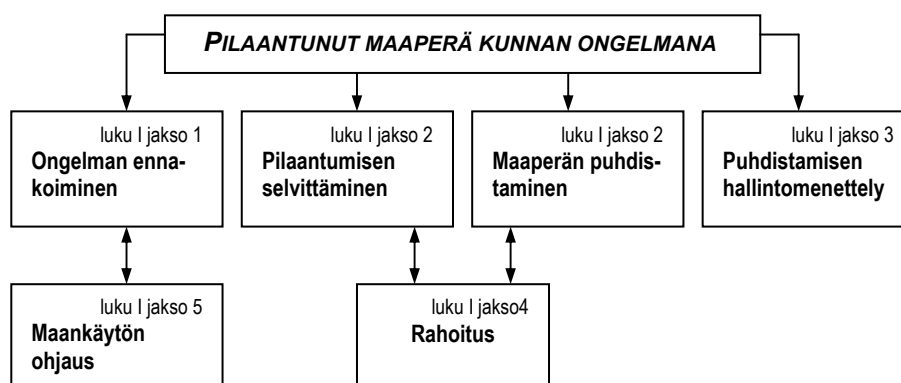 PILAANTUNUT MAAPERÄ KUNNAN ONGELMANA
luku I jakso 1
Ongelman enna-
koiminen
luku I jakso 2
Pilaantumisen
selvittäminen
luku I jakso 2
Maaperän puhdis-
taminen
luku I jakso 3
Puhdistamisen
hallintomenettely
luku I jakso 5
Maankäytön
ohjaus
luku I jakso4
Rahoitus